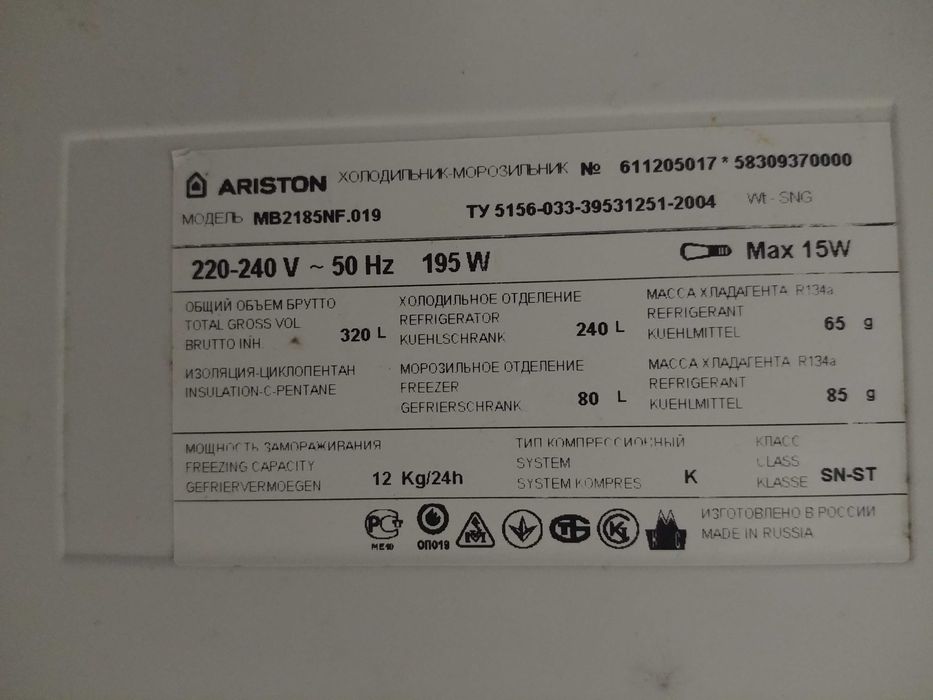 ARISTON ХОЛОДИЛЬНИК-МОРОЗИЛЬНИК № 611205017 * 58309370000
МОДЕЛЬ MB2185NF.019 ТУ 5156-033-39531251-2004 Wt - SNG
220-240 V ~ 50 Hz 195 W Max 15W
ОБЩИЙ ОБЪЕМ БРУТТО
TOTAL GROSS VOL
BRUTTO INH. 320 L
ХОЛОДИЛЬНОЕ ОТДЕЛЕНИЕ
REFRIGERATOR
KUEHLSCHRANK 240 L
МАССА ХЛАДАГЕНТА R134a
REFRIGERANT
KUEHLMITTEL 65 g
ИЗОЛЯЦИЯ-ЦИКЛОПЕНТАН
INSULATION-C-PENTANE
МОРОЗИЛЬНОЕ ОТДЕЛЕНИЕ
FREEZER
GEFRIERSCHRANK 80 L
МАССА ХЛАДАГЕНТА R134a
REFRIGERANT
KUEHLMITTEL 85 g
МОЩНОСТЬ ЗАМОРАЖИВАНИЯ
FREEZING CAPACITY
GEFRIERVERMOEGEN 12 Kg/24h
ТИП КОМПРЕССИОННЫЙ
SYSTEM
SYSTEM KOMPRES K
КЛАСС
CLASS
KLASSE SN-ST
РСТ
ME10
ОП019
ИЗГОТОВЛЕНО В РОССИИ
MADE IN RUSSIA